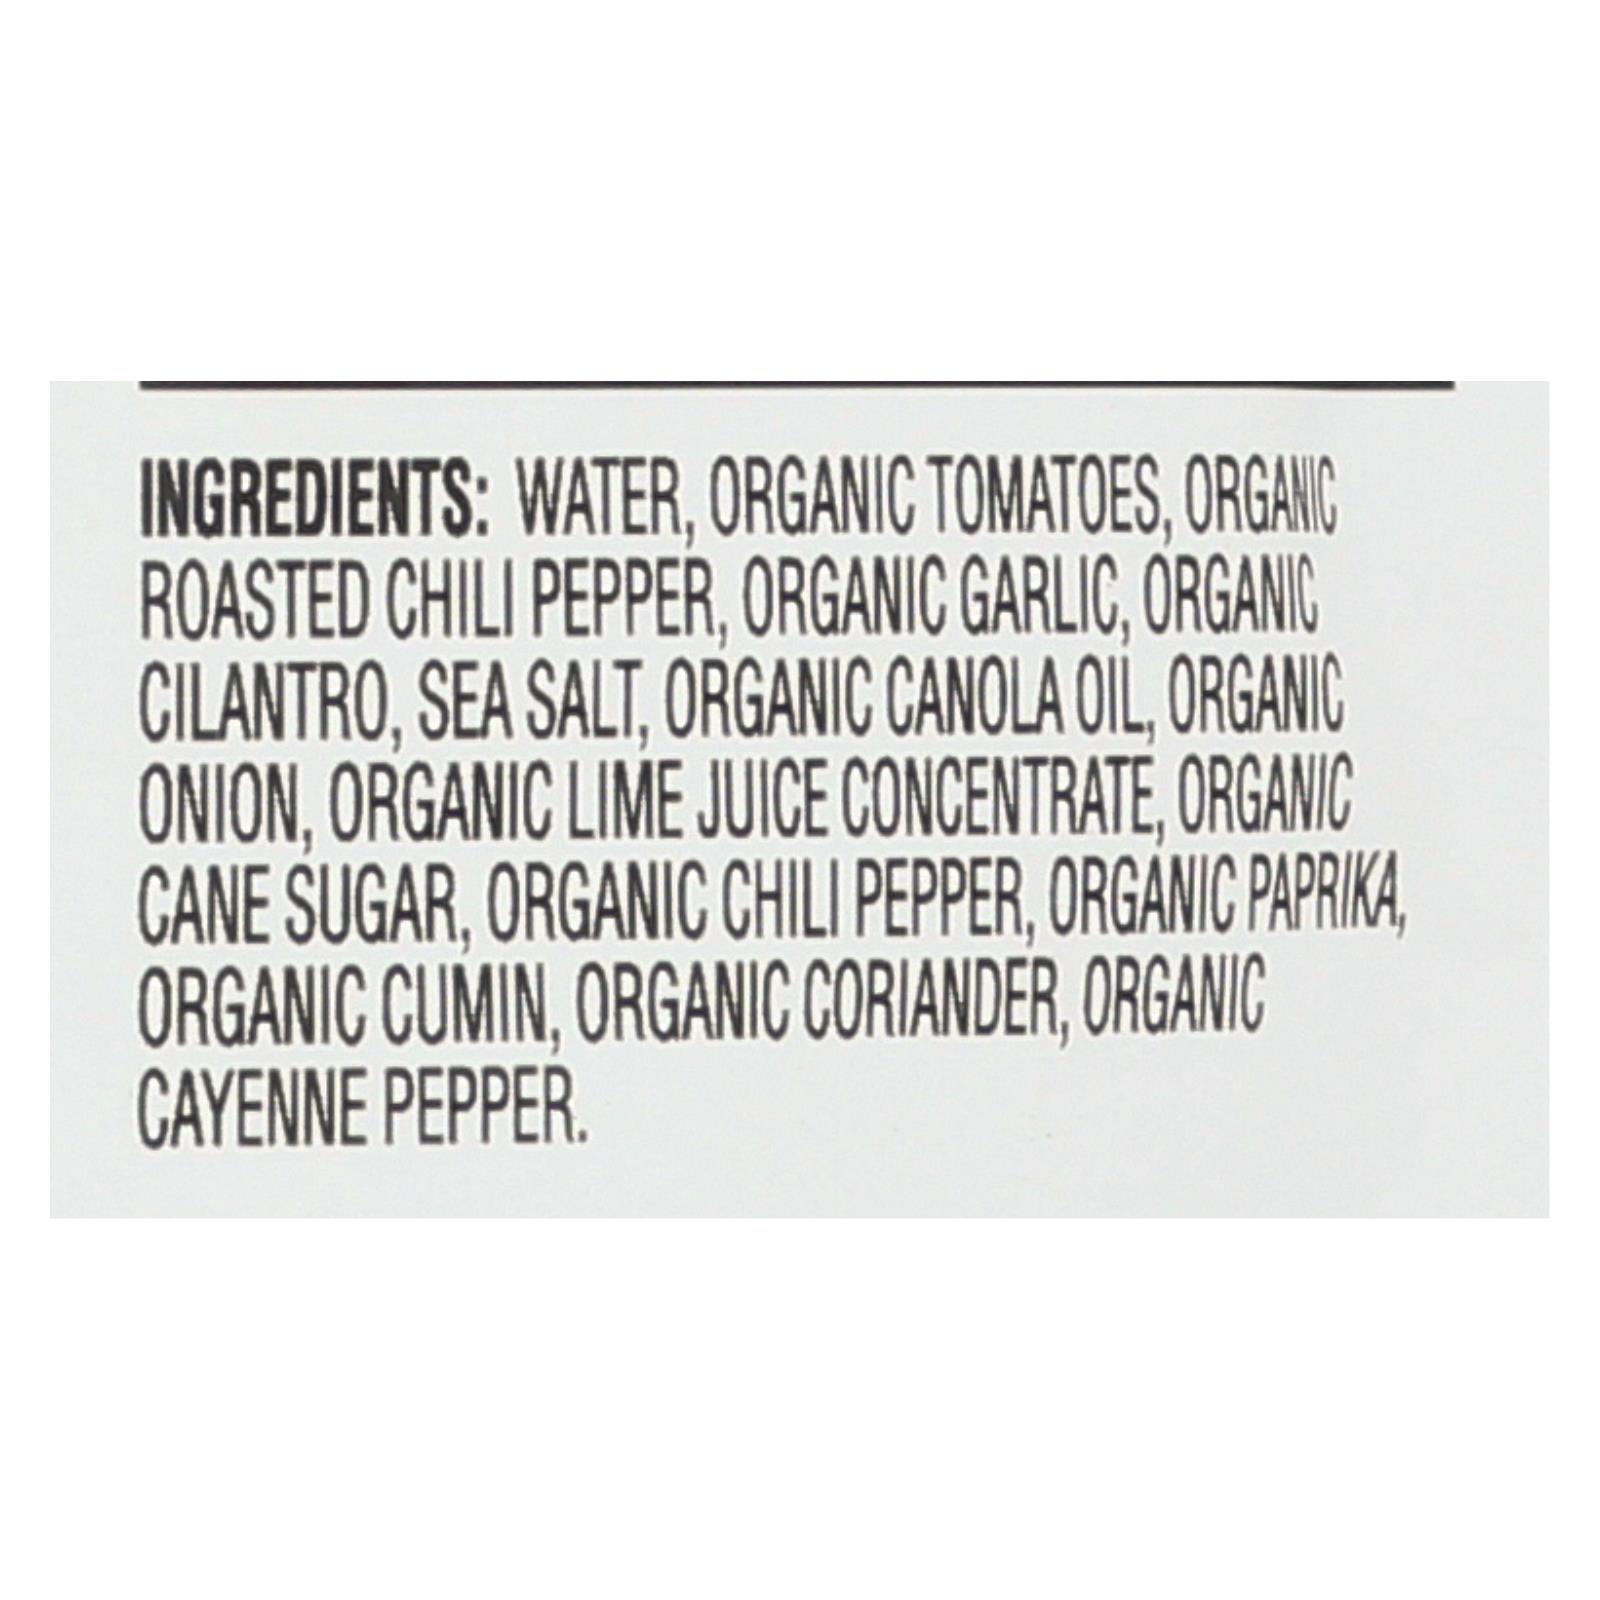 INGREDIENTS: WATER, ORGANIC TOMATOES, ORGANIC
ROASTED CHILI PEPPER, ORGANIC GARLIC, ORGANIC
CILANTRO, SEA SALT, ORGANIC CANOLA OIL, ORGANIC
ONION, ORGANIC LIME JUICE CONCENTRATE, ORGANIC
CANE SUGAR, ORGANIC CHILI PEPPER, ORGANIC PAPRIKA,
ORGANIC CUMIN, ORGANIC CORIANDER, ORGANIC
CAYENNE PEPPER.